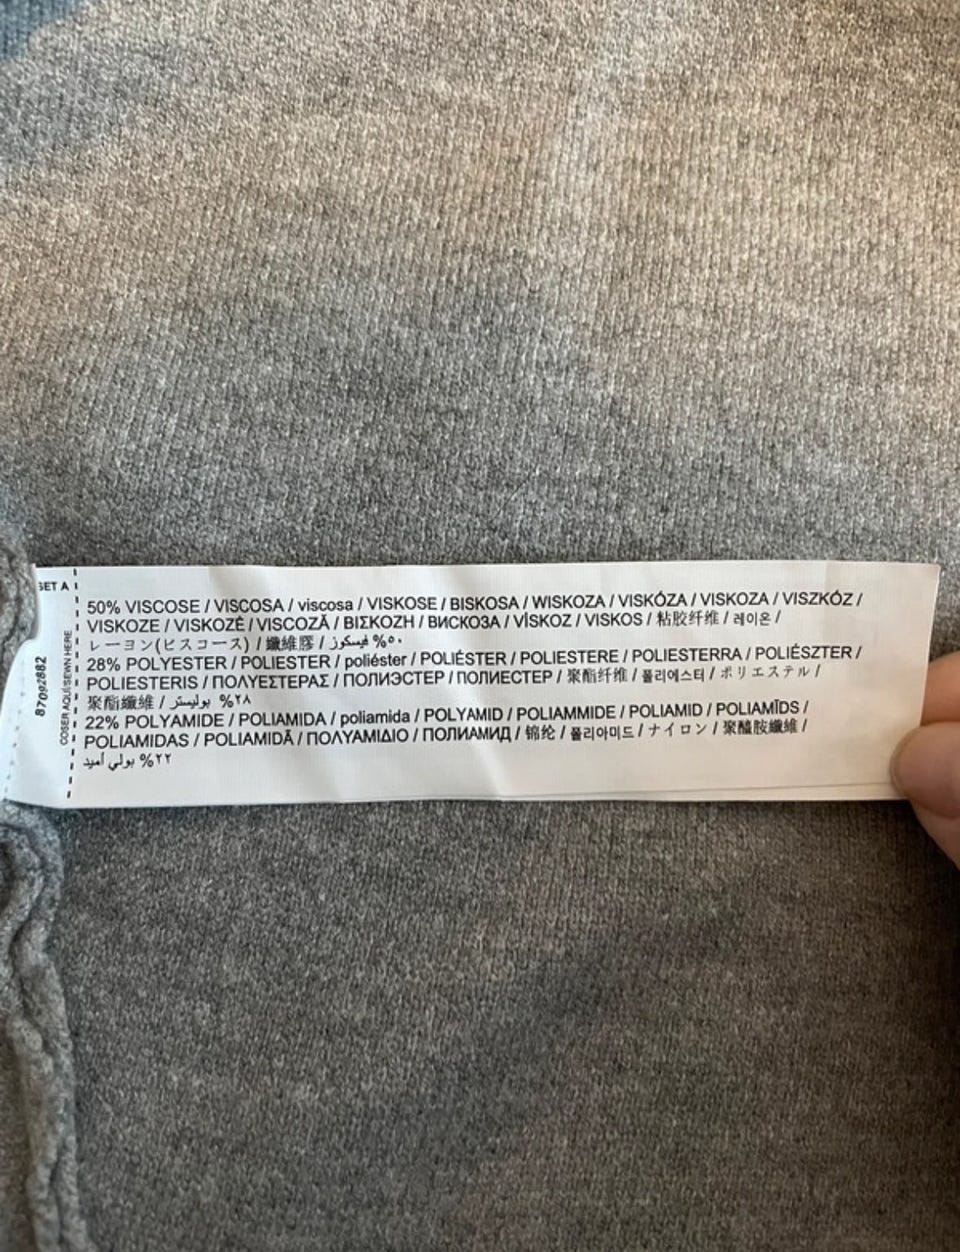 SET A
87092882
COSER AQUÍ/SEWN HERE
50% VISCOSE / VISCOSA / viscosa / VISKOSE / BISKOSA / WISKOZA / VISKÓZA / VISKOZA / VISZKÓZ /
VISKOZE / VISKOZĖ / VISCOZĂ / ΒΙΣΚΟΖΗ / ВИСКОЗА / VÍSKOZ / VISKOS / 粘胶纤维 / 레이온 /
レーヨン(ビスコース) / 纖維膠 / فيسكوز %٥٠
28% POLYESTER / POLIESTER / poliéster / POLIÉSTER / POLIESTERE / POLIESTERRA / POLIÉSZTER /
POLIESTERIS / ΠΟΛΥΕΣΤΕΡΑΣ / ПОЛИЭСТЕР / ПОЛИЕСТЕР / 聚酯纤维 / 폴리에스터 / ポリエステル /
聚酯纖維 / بوليستر %٢٨
22% POLYAMIDE / POLIAMIDA / poliamida / POLYAMID / POLIAMMIDE / POLIAMID / POLIAMĪDS /
POLIAMIDAS / POLIAMIDĂ / ΠΟΛΥΑΜΙΔΙΟ / ПОЛИАМИД / 锦纶 / 폴리아미드 / ナイロン / 聚醯胺纖維 /
بولي أميد %٢٢